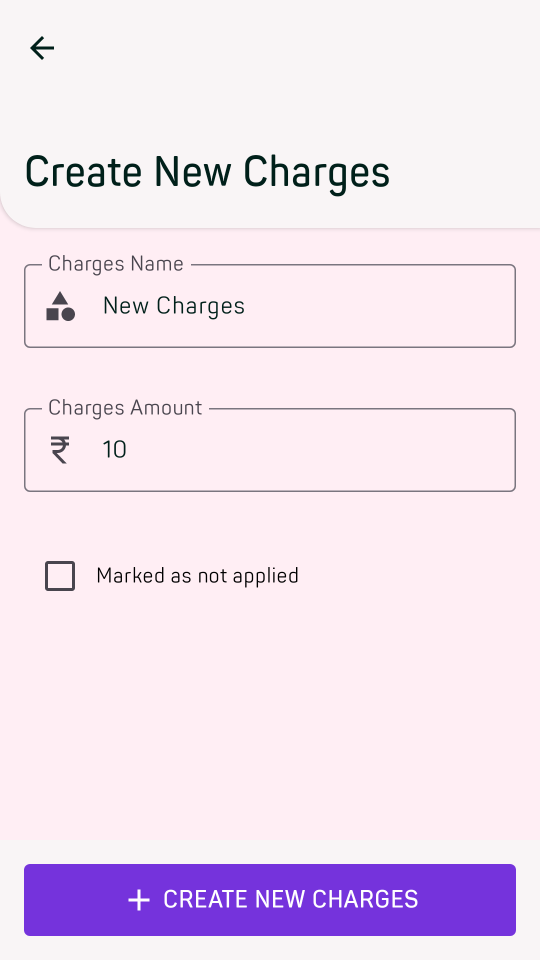 Create New Charges
Charges Name
New Charges
Charges Amount
₹ 10
Marked as not applied
+ CREATE NEW CHARGES